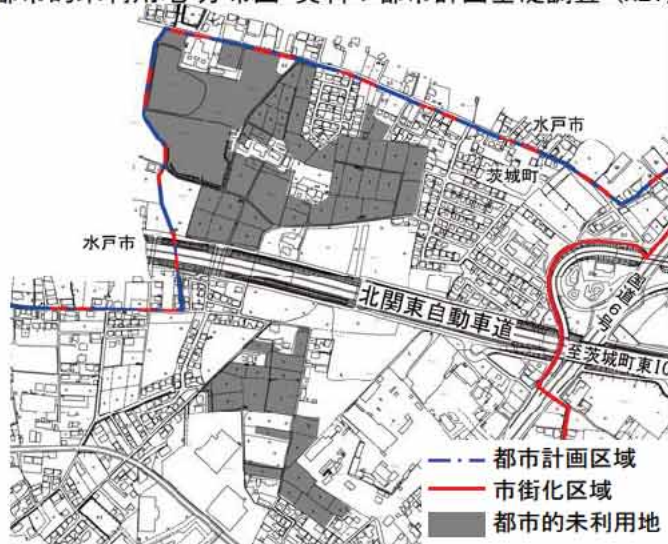 水戸市
茨城町
水戸市
国道6号
北関東自動車道
至茨城町東IC
都市計画区域
市街化区域
都市的未利用地